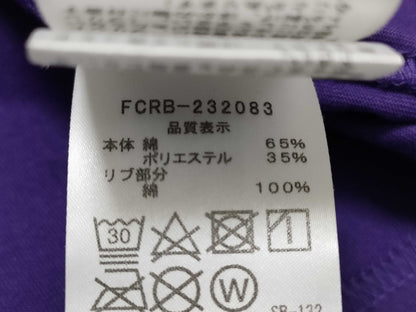 FCRB-232083
品質表示
本体 綿 65%
ポリエステル 35%
リブ部分
綿 100%
30
W
SB-132